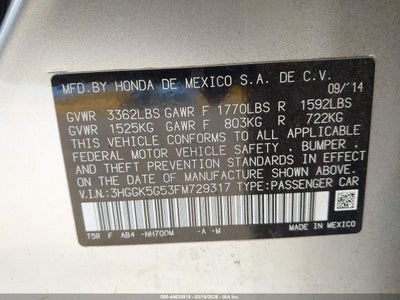 MFD.BY HONDA DE MEXICO S.A. DE C.V.
09/'14
GVWR 3362LBS GAWR F 1770LBS R 1592LBS
GVWR 1525KG GAWR F 803KG R 722KG
THIS VEHICLE CONFORMS TO ALL APPLICABLE
FEDERAL MOTOR VEHICLE SAFETY, BUMPER,
AND THEFT PREVENTION STANDARDS IN EFFECT
ON THE DATE OF MANUFACTURE SHOWN ABOVE.
V.I.N.:3HGGK5G53FM729317 TYPE:PASSENGER CAR
T5R F AB4 -NH700M -A -M
MADE IN MEXICO